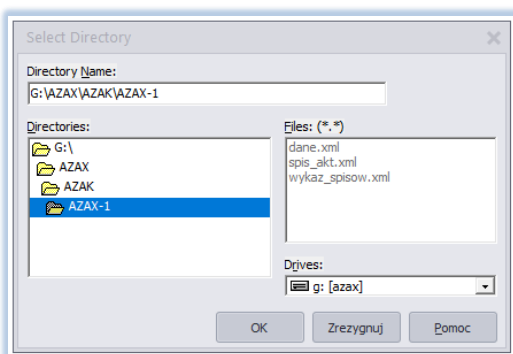 Select Directory
Directory Name:
G:\AZAX\AZAK\AZAX-1
Directories:
G:\
AZAX
AZAK
AZAX-1
Files: (*.*)
dane.xml
spis_akt.xml
wykaz_spisow.xml
Drives:
g: [azax]
OK
Zrezygnuj
Pomoc